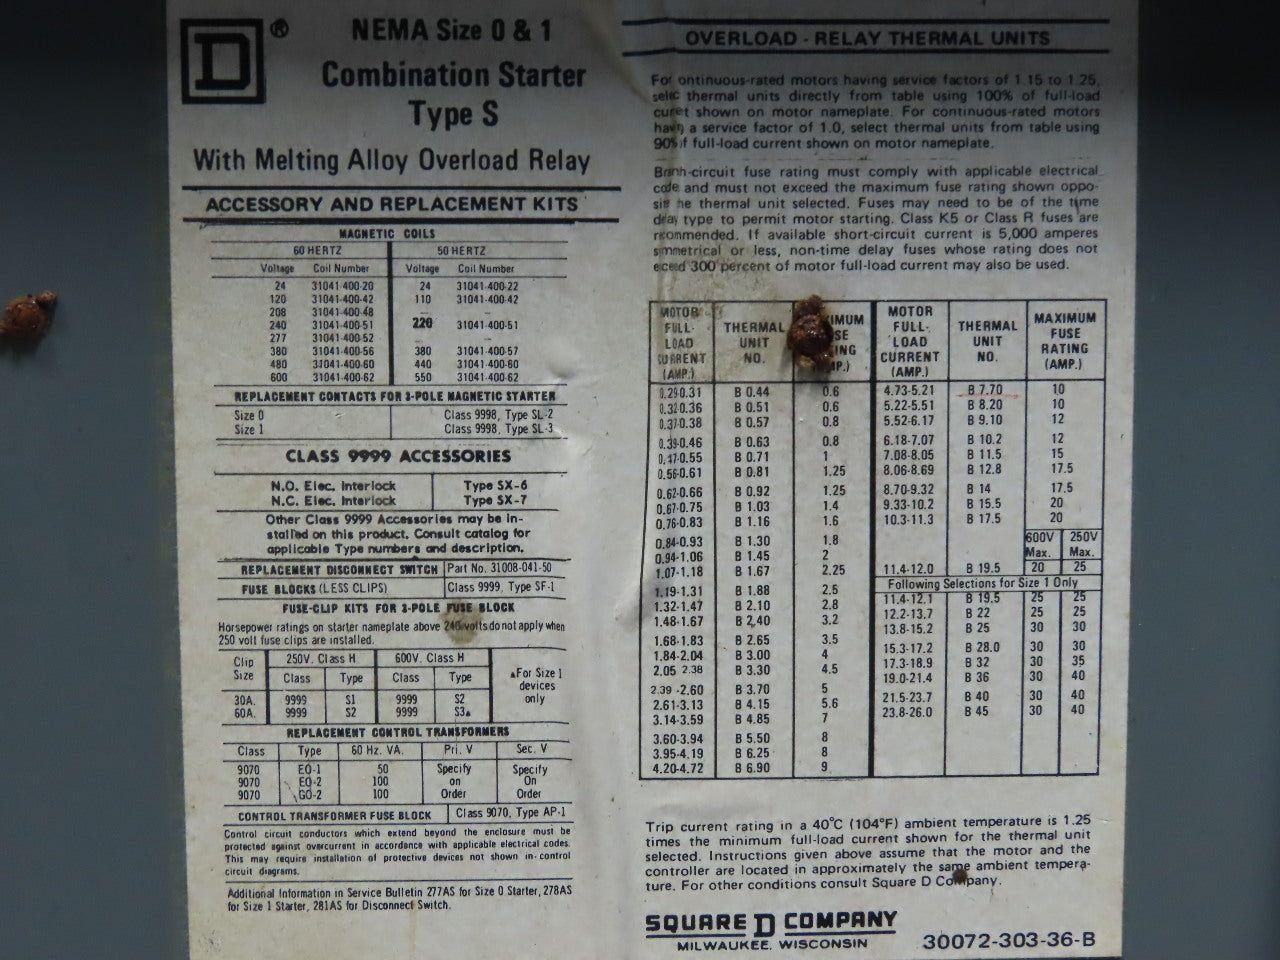 D ®
NEMA Size 0 & 1
Combination Starter
Type S
With Melting Alloy Overload Relay
ACCESSORY AND REPLACEMENT KITS
MAGNETIC COILS
60 HERTZ 50 HERTZ
Voltage Coil Number Voltage Coil Number
24 31041-400-20 24 31041-400-22
120 31041-400-42 110 31041-400-42
208 31041-400-48 - -
240 31041-400-51 220 31041-400-51
277 31041-400-52 - -
380 31041-400-56 380 31041-400-57
480 31041-400-60 440 31041-400-60
600 31041-400-62 550 31041-400-62
REPLACEMENT CONTACTS FOR 3-POLE MAGNETIC STARTER
Size 0 Class 9998, Type SL-2
Size 1 Class 9998, Type SL-3
CLASS 9999 ACCESSORIES
N.O. Elec. Interlock Type SX-6
N.C. Elec. Interlock Type SX-7
Other Class 9999 Accessories may be in-
stalled on this product. Consult catalog for
applicable Type numbers and description.
REPLACEMENT DISCONNECT SWITCH Part No. 31008-041-50
FUSE BLOCKS (LESS CLIPS) Class 9999, Type SF-1
FUSE-CLIP KITS FOR 3-POLE FUSE BLOCK
Horsepower ratings on starter nameplate above 240 volts do not apply when
250 volt fuse clips are installed.
Clip Size 250V. Class H 600V. Class H ▲For Size 1 devices only
Class Type Class Type
30A. 9999 S1 9999 S2
60A. 9999 S2 9999 S3▲
REPLACEMENT CONTROL TRANSFORMERS
Class Type 60 Hz. VA. Pri. V Sec. V
9070 EO-1 50 Specify Specify
9070 EO-2 100 on On
9070 GO-2 100 Order Order
CONTROL TRANSFORMER FUSE BLOCK Class 9070, Type AP-1
Control circuit conductors which extend beyond the enclosure must be
protected against overcurrent in accordance with applicable electrical codes.
This may require installation of protective devices not shown in control
circuit diagrams.
Additional Information in Service Bulletin 277AS for Size 0 Starter, 278AS
for Size 1 Starter, 281AS for Disconnect Switch.
OVERLOAD - RELAY THERMAL UNITS
For ontinuous-rated motors having service factors of 1.15 to 1.25,
selec thermal units directly from table using 100% of full-load
curret shown on motor nameplate. For continuous-rated motors
having a service factor of 1.0, select thermal units from table using
90% of full-load current shown on motor nameplate.
Branh-circuit fuse rating must comply with applicable electrical
code and must not exceed the maximum fuse rating shown oppo-
site he thermal unit selected. Fuses may need to be of the time
delay type to permit motor starting. Class K5 or Class R fuses are
rcommended. If available short-circuit current is 5,000 amperes
symmetrical or less, non-time delay fuses whose rating does not
exceed 300 percent of motor full-load current may also be used.
MOTOR FULL- LOAD CURRENT (AMP.) THERMAL UNIT NO. IMUM SE ING MP.)
0.29-0.31 B 0.44 0.6
0.32-0.36 B 0.51 0.6
0.37-0.38 B 0.57 0.8
0.39-0.46 B 0.63 0.8
0.47-0.55 B 0.71 1
0.56-0.61 B 0.81 1.25
0.62-0.66 B 0.92 1.25
0.67-0.75 B 1.03 1.4
0.76-0.83 B 1.16 1.6
0.84-0.93 B 1.30 1.8
0.94-1.06 B 1.45 2
1.07-1.18 B 1.67 2.25
1.19-1.31 B 1.88 2.5
1.32-1.47 B 2.10 2.8
1.48-1.67 B 2.40 3.2
1.68-1.83 B 2.65 3.5
1.84-2.04 B 3.00 4
2.05 2.38 B 3.30 4.5
2.39 -2.60 B 3.70 5
2.61-3.13 B 4.15 5.6
3.14-3.59 B 4.85 7
3.60-3.94 B 5.50 8
3.95-4.19 B 6.25 8
4.20-4.72 B 6.90 9
MOTOR FULL- LOAD CURRENT (AMP.) THERMAL UNIT NO. MAXIMUM FUSE RATING (AMP.)
4.73-5.21 B 7.70 10
5.22-5.51 B 8.20 10
5.52-6.17 B 9.10 12
6.18-7.07 B 10.2 12
7.08-8.05 B 11.5 15
8.06-8.69 B 12.8 17.5
8.70-9.32 B 14 17.5
9.33-10.2 B 15.5 20
10.3-11.3 B 17.5 20
600V Max. 250V Max.
11.4-12.0 B 19.5 20 25
Following Selections for Size 1 Only
11.4-12.1 B 19.5 25 25
12.2-13.7 B 22 25 25
13.8-15.2 B 25 30 30
15.3-17.2 B 28.0 30 30
17.3-18.9 B 32 30 35
19.0-21.4 B 36 30 40
21.5-23.7 B 40 30 40
23.8-26.0 B 45 30 40
Trip current rating in a 40°C (104°F) ambient temperature is 1.25
times the minimum full-load current shown for the thermal unit
selected. Instructions given above assume that the motor and the
controller are located in approximately the same ambient tempera-
ture. For other conditions consult Square D Company.
SQUARE D COMPANY
MILWAUKEE, WISCONSIN 30072-303-36-B